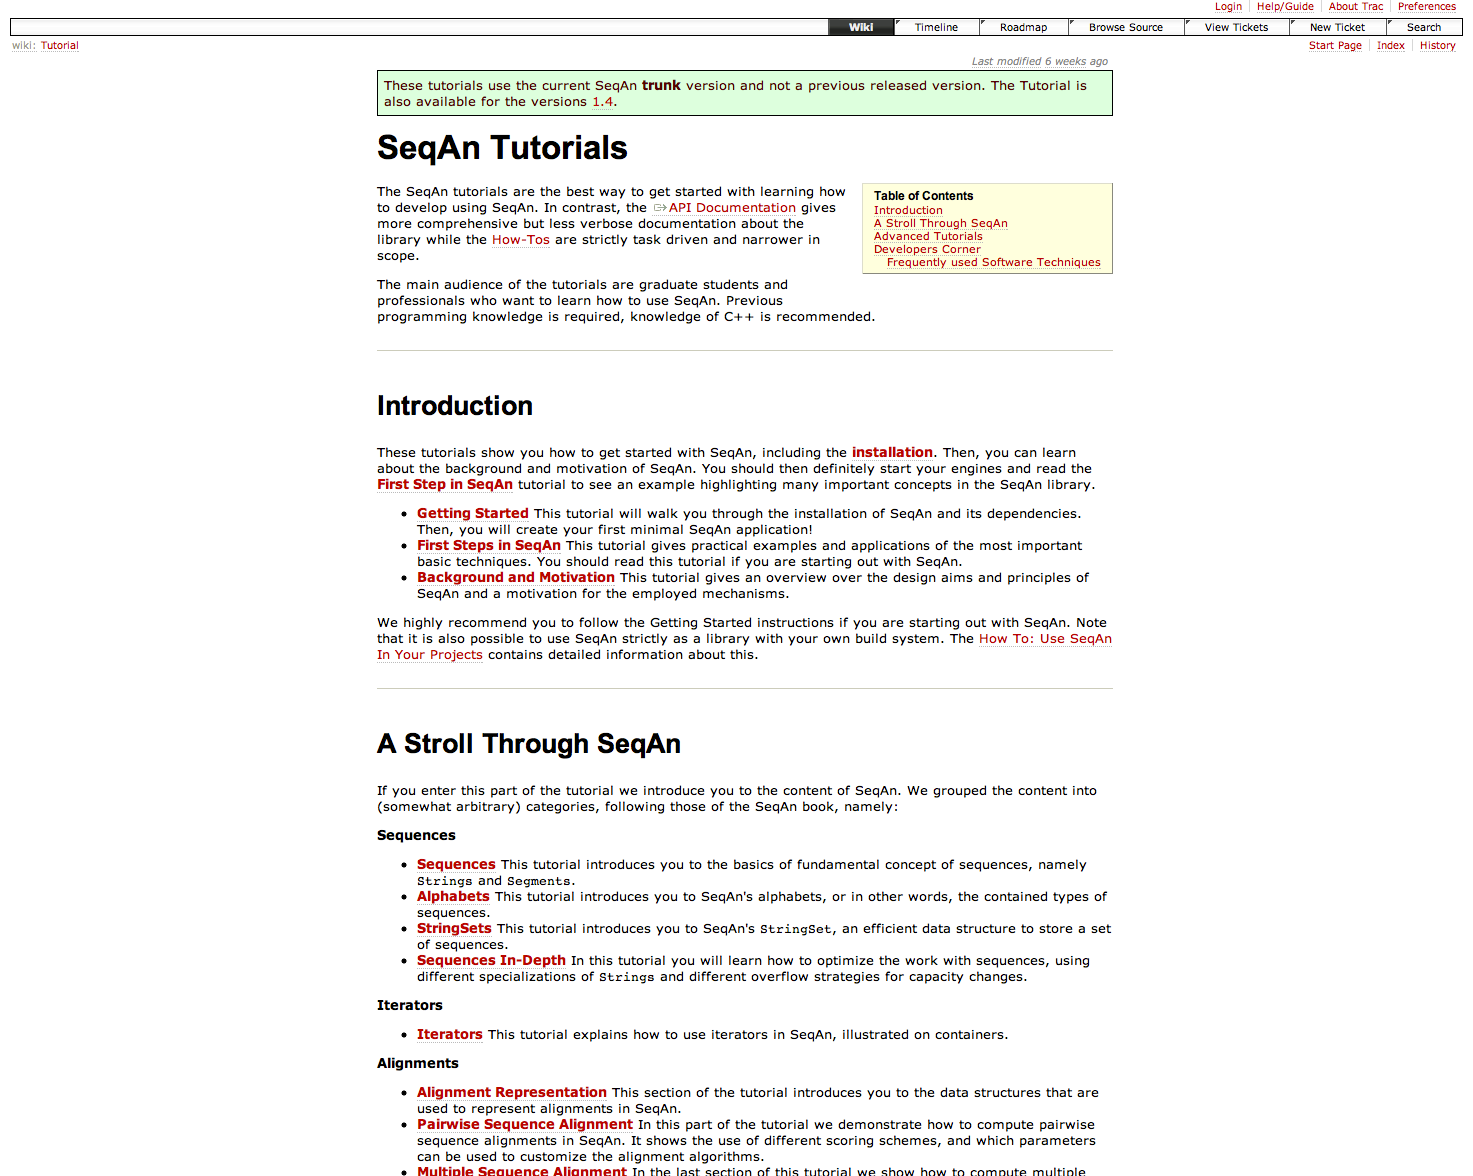 Login Help/Guide About Trac Preferences
Wiki Timeline Roadmap Browse Source View Tickets New Ticket Search
wiki: Tutorial
Start Page Index History
Last modified 6 weeks ago
These tutorials use the current SeqAn trunk version and not a previous released version. The Tutorial is
also available for the versions 1.4.
SeqAn Tutorials
The SeqAn tutorials are the best way to get started with learning how
to develop using SeqAn. In contrast, the API Documentation gives
more comprehensive but less verbose documentation about the
library while the How-Tos are strictly task driven and narrower in
scope.
Table of Contents
Introduction
A Stroll Through SeqAn
Advanced Tutorials
Developers Corner
Frequently used Software Techniques
The main audience of the tutorials are graduate students and
professionals who want to learn how to use SeqAn. Previous
programming knowledge is required, knowledge of C++ is recommended.
Introduction
These tutorials show you how to get started with SeqAn, including the installation. Then, you can learn
about the background and motivation of SeqAn. You should then definitely start your engines and read the
First Step in SeqAn tutorial to see an example highlighting many important concepts in the SeqAn library.
• Getting Started This tutorial will walk you through the installation of SeqAn and its dependencies.
Then, you will create your first minimal SeqAn application!
• First Steps in SeqAn This tutorial gives practical examples and applications of the most important
basic techniques. You should read this tutorial if you are starting out with SeqAn.
• Background and Motivation This tutorial gives an overview over the design aims and principles of
SeqAn and a motivation for the employed mechanisms.
We highly recommend you to follow the Getting Started instructions if you are starting out with SeqAn. Note
that it is also possible to use SeqAn strictly as a library with your own build system. The How To: Use SeqAn
In Your Projects contains detailed information about this.
A Stroll Through SeqAn
If you enter this part of the tutorial we introduce you to the content of SeqAn. We grouped the content into
(somewhat arbitrary) categories, following those of the SeqAn book, namely:
Sequences
• Sequences This tutorial introduces you to the basics of fundamental concept of sequences, namely
Strings and Segments.
• Alphabets This tutorial introduces you to SeqAn's alphabets, or in other words, the contained types of
sequences.
• StringSets This tutorial introduces you to SeqAn's StringSet, an efficient data structure to store a set
of sequences.
• Sequences In-Depth In this tutorial you will learn how to optimize the work with sequences, using
different specializations of Strings and different overflow strategies for capacity changes.
Iterators
• Iterators This tutorial explains how to use iterators in SeqAn, illustrated on containers.
Alignments
• Alignment Representation This section of the tutorial introduces you to the data structures that are
used to represent alignments in SeqAn.
• Pairwise Sequence Alignment In this part of the tutorial we demonstrate how to compute pairwise
sequence alignments in SeqAn. It shows the use of different scoring schemes, and which parameters
can be used to customize the alignment algorithms.
• Multiple Sequence Alignment In the last section of this tutorial we show how to compute multiple